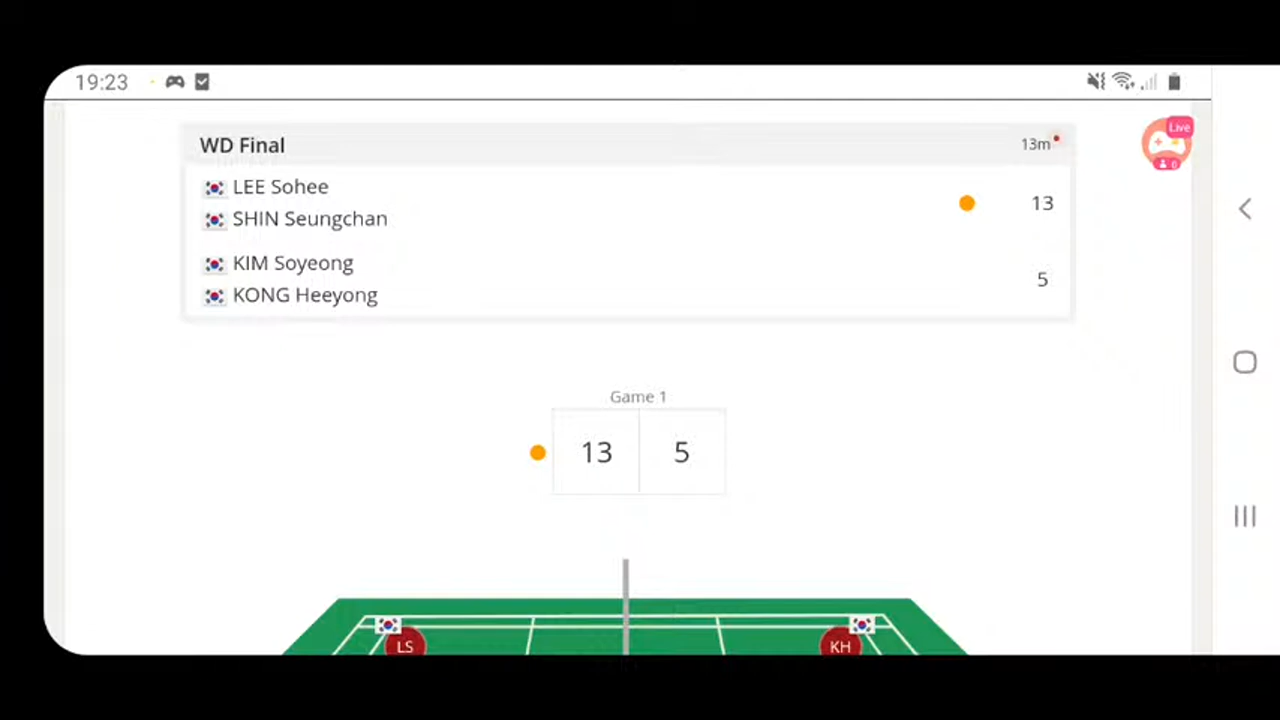 19:23
Live
0
WD Final
13m
LEE Sohee
SHIN Seungchan
13
KIM Soyeong
KONG Heeyong
5
Game 1
13 5
LS
KH